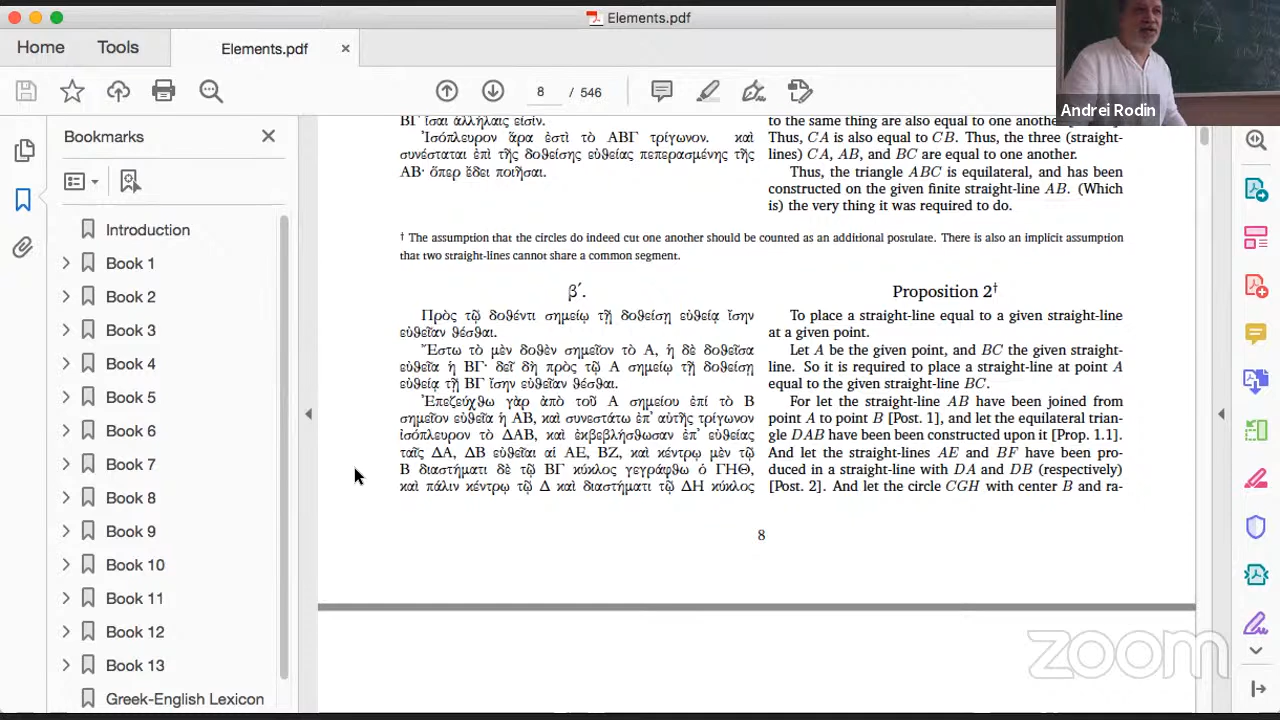 Elements.pdf
Home
Tools
Elements.pdf
8
/ 546
Andrei Rodin
Bookmarks
Introduction
Book 1
Book 2
Book 3
Book 4
Book 5
Book 6
Book 7
Book 8
Book 9
Book 10
Book 11
Book 12
Book 13
Greek-English Lexicon
ΒΓ ἴσαι ἀλλήλαις εἰσίν.
Ἰσόπλευρον ἄρα ἐστὶ τὸ ΑΒΓ τρίγωνον. καὶ
συνέσταται ἐπὶ τῆς δοθείσης εὐθείας πεπερασμένης τῆς
ΑΒ· ὅπερ ἔδει ποιῆσαι.
to the same thing are also equal to one another
Thus, CA is also equal to CB. Thus, the three (straight-
lines) CA, AB, and BC are equal to one another.
Thus, the triangle ABC is equilateral, and has been
constructed on the given finite straight-line AB. (Which
is) the very thing it was required to do.
† The assumption that the circles do indeed cut one another should be counted as an additional postulate. There is also an implicit assumption
that two straight-lines cannot share a common segment.
βʹ.
Πρὸς τῷ δοθέντι σημείῳ τῇ δοθείσῃ εὐθείᾳ ἴσην
εὐθεῖαν θέσθαι.
Ἔστω τὸ μὲν δοθὲν σημεῖον τὸ Α, ἡ δὲ δοθεῖσα
εὐθεῖα ἡ ΒΓ· δεῖ δὴ πρὸς τῷ Α σημείῳ τῇ δοθείσῃ
εὐθείᾳ τῇ ΒΓ ἴσην εὐθεῖαν θέσθαι.
Ἐπεζεύχθω γὰρ ἀπὸ τοῦ Α σημείου ἐπὶ τὸ Β
σημεῖον εὐθεῖα ἡ ΑΒ, καὶ συνεστάτω ἐπ᾿ αὐτῆς τρίγωνον
ἰσόπλευρον τὸ ΔΑΒ, καὶ ἐκβεβλήσθωσαν ἐπ᾿ εὐθείας
ταῖς ΔΑ, ΔΒ εὐθεῖαι αἱ ΑΕ, ΒΖ, καὶ κέντρῳ μὲν τῷ
Β διαστήματι δὲ τῷ ΒΓ κύκλος γεγράφθω ὁ ΓΗΘ,
καὶ πάλιν κέντρῳ τῷ Δ καὶ διαστήματι τῷ ΔΗ κύκλος
Proposition 2†
To place a straight-line equal to a given straight-line
at a given point.
Let A be the given point, and BC the given straight-
line. So it is required to place a straight-line at point A
equal to the given straight-line BC.
For let the straight-line AB have been joined from
point A to point B [Post. 1], and let the equilateral trian-
gle DAB have been been constructed upon it [Prop. 1.1].
And let the straight-lines AE and BF have been pro-
duced in a straight-line with DA and DB (respectively)
[Post. 2]. And let the circle CGH with center B and ra-
8
zoom